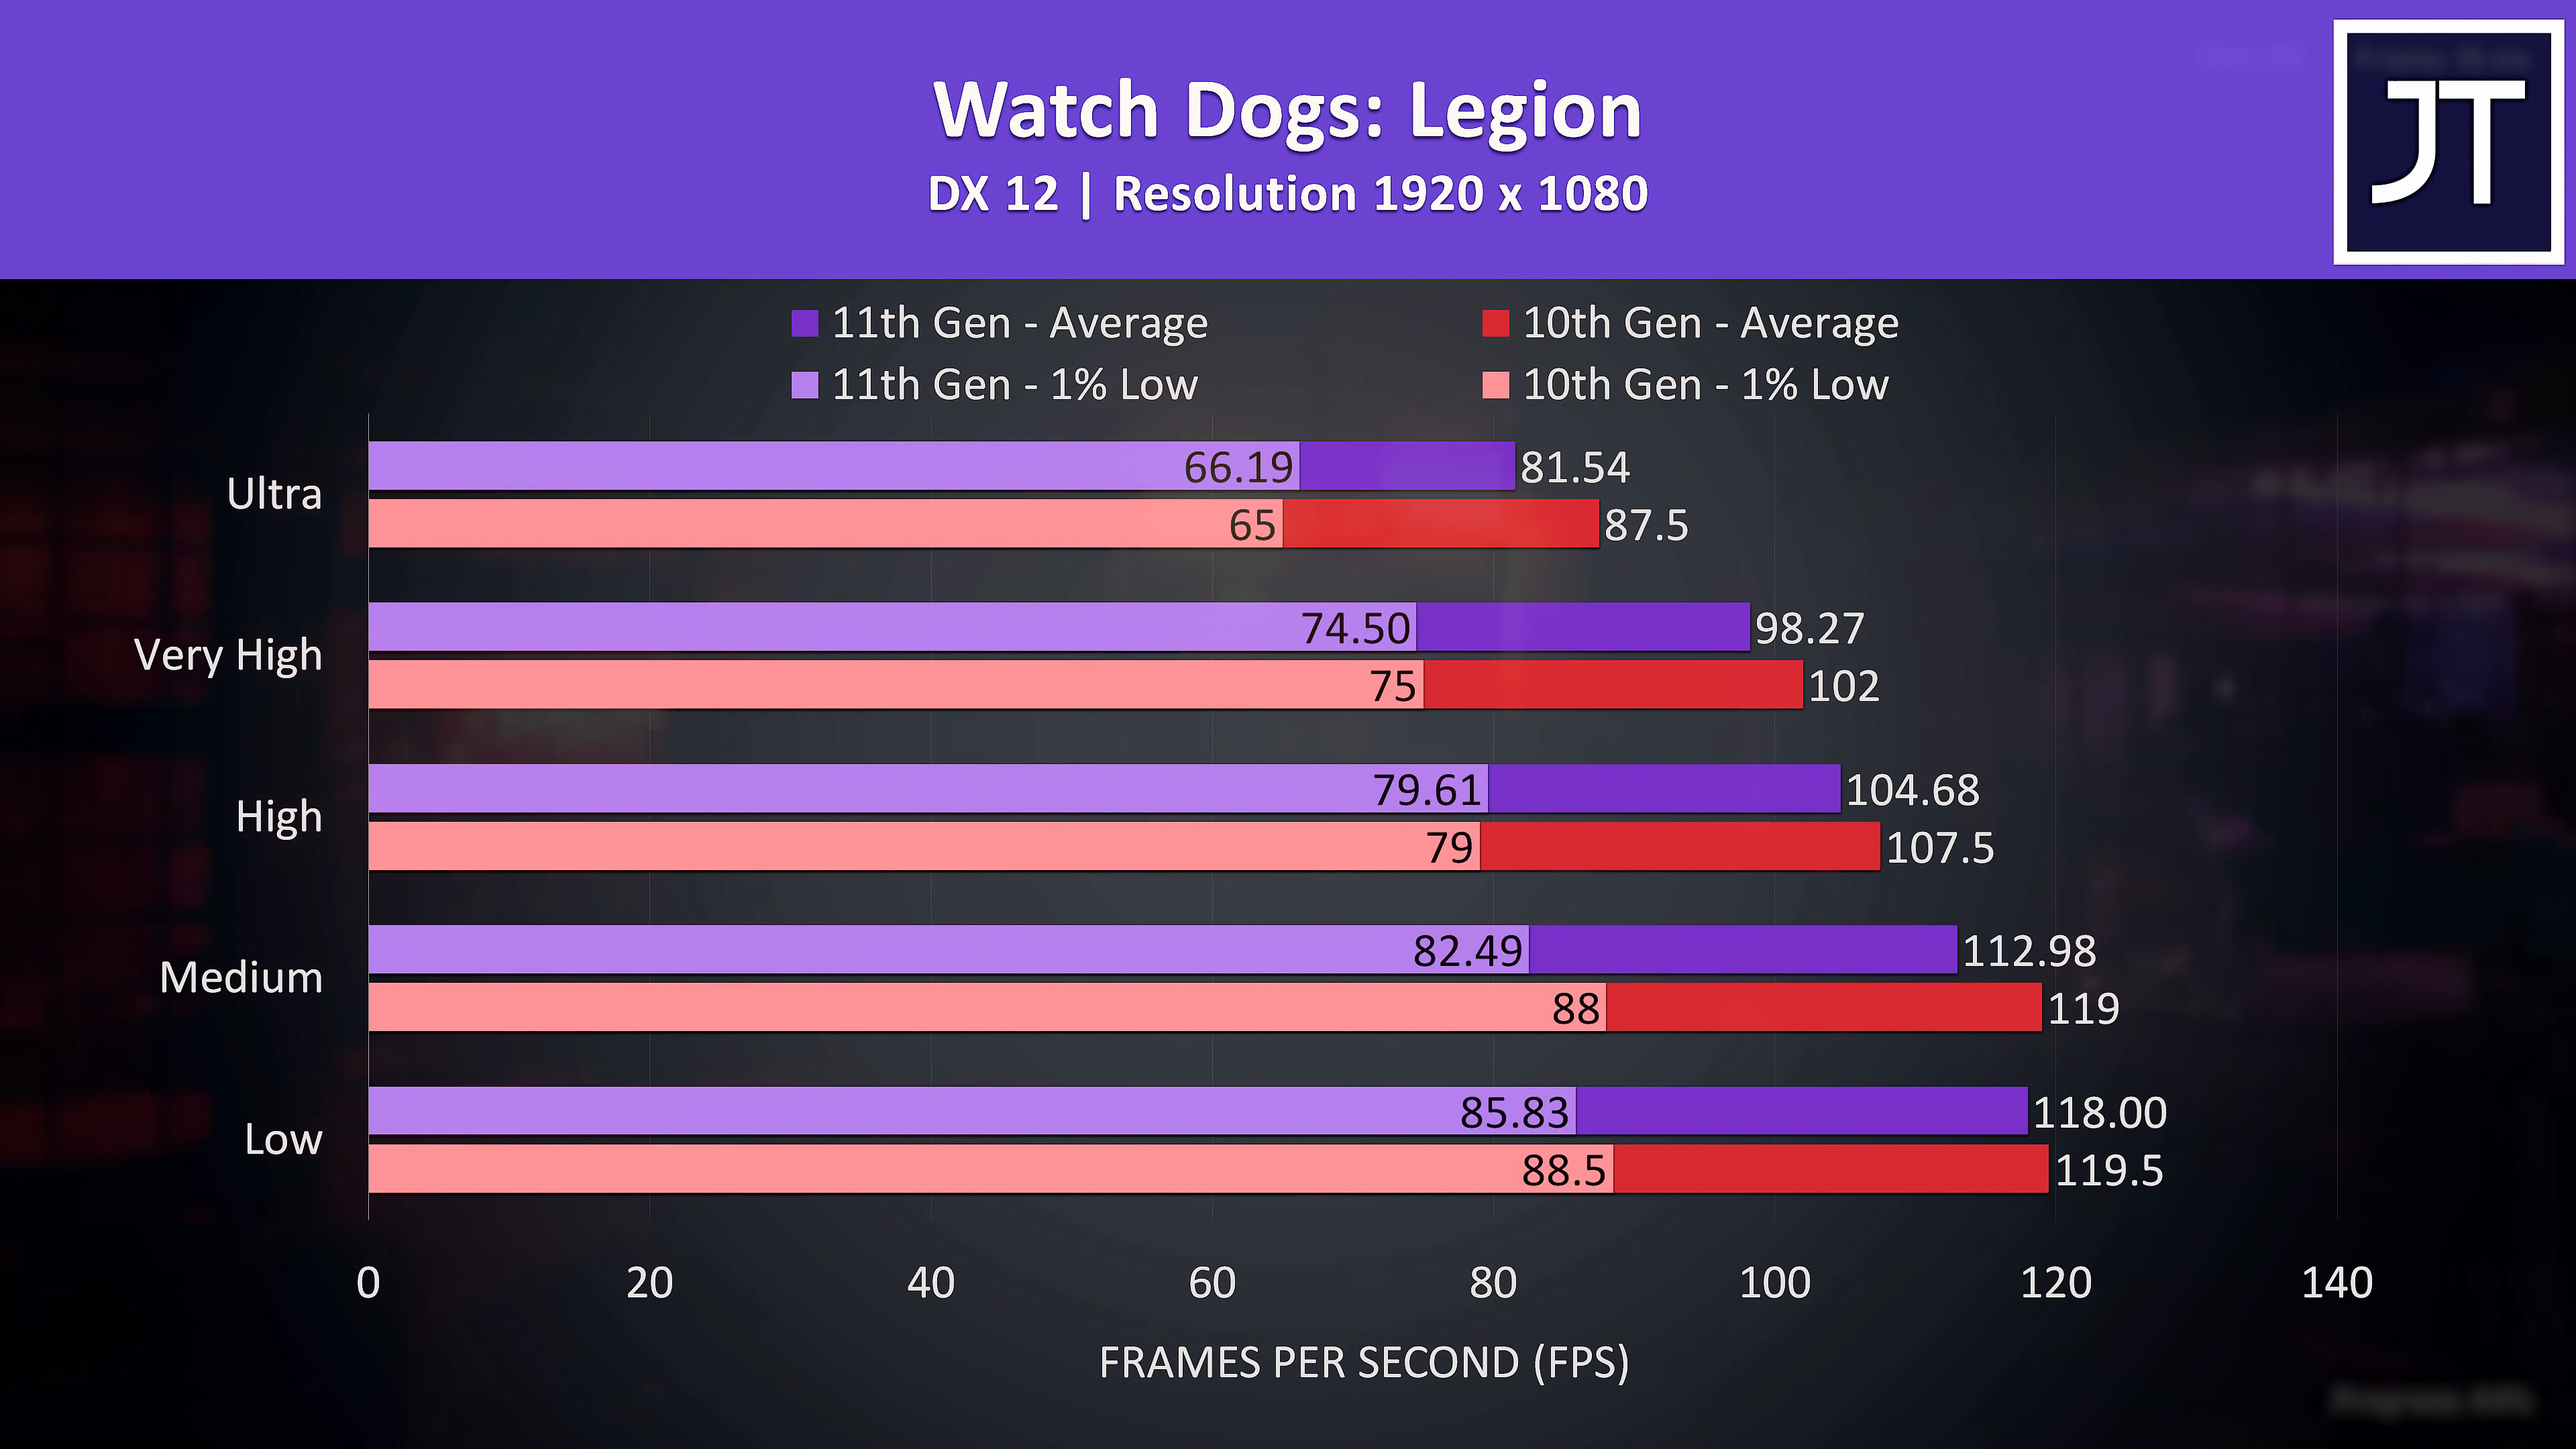 Watch Dogs: Legion
DX 12 | Resolution 1920 x 1080
JT
11th Gen - Average
10th Gen - Average
11th Gen - 1% Low
10th Gen - 1% Low
Ultra
66.19
81.54
65
87.5
Very High
74.50
98.27
75
102
High
79.61
104.68
79
107.5
Medium
82.49
112.98
88
119
Low
85.83
118.00
88.5
119.5
0 20 40 60 80 100 120 140
FRAMES PER SECOND (FPS)